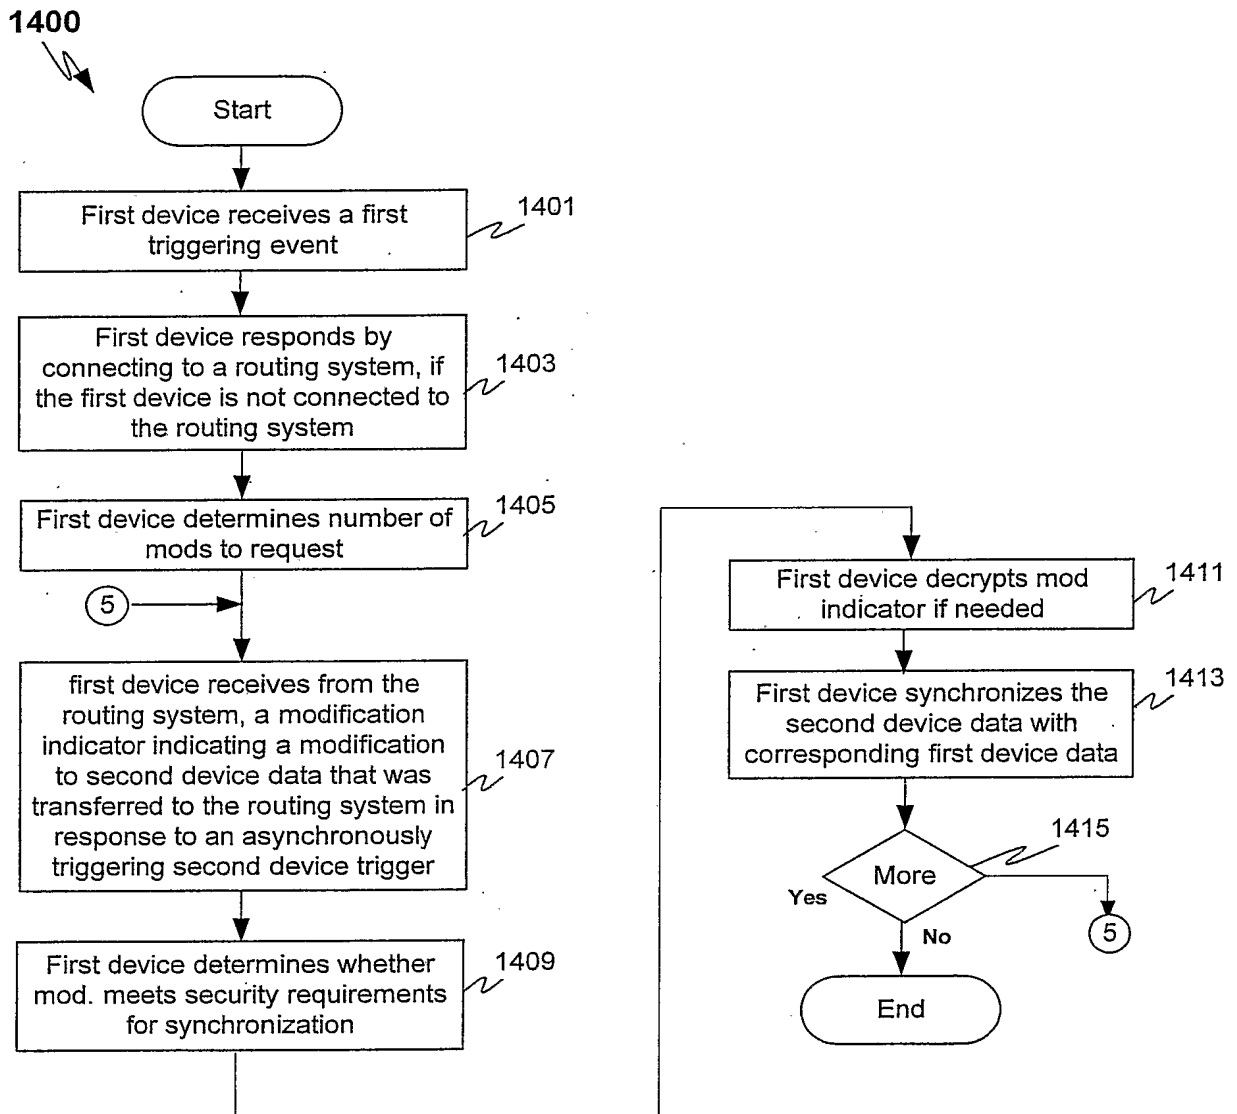 1400
Start
First device receives a first
triggering event
1401
First device responds by
connecting to a routing system, if
the first device is not connected to
the routing system
1403
First device determines number of
mods to request
1405
5
first device receives from the
routing system, a modification
indicator indicating a modification
to second device data that was
transferred to the routing system in
response to an asynchronously
triggering second device trigger
1407
First device determines whether
mod. meets security requirements
for synchronization
1409
First device decrypts mod
indicator if needed
1411
First device synchronizes the
second device data with
corresponding first device data
1413
More
1415
Yes
No
5
End